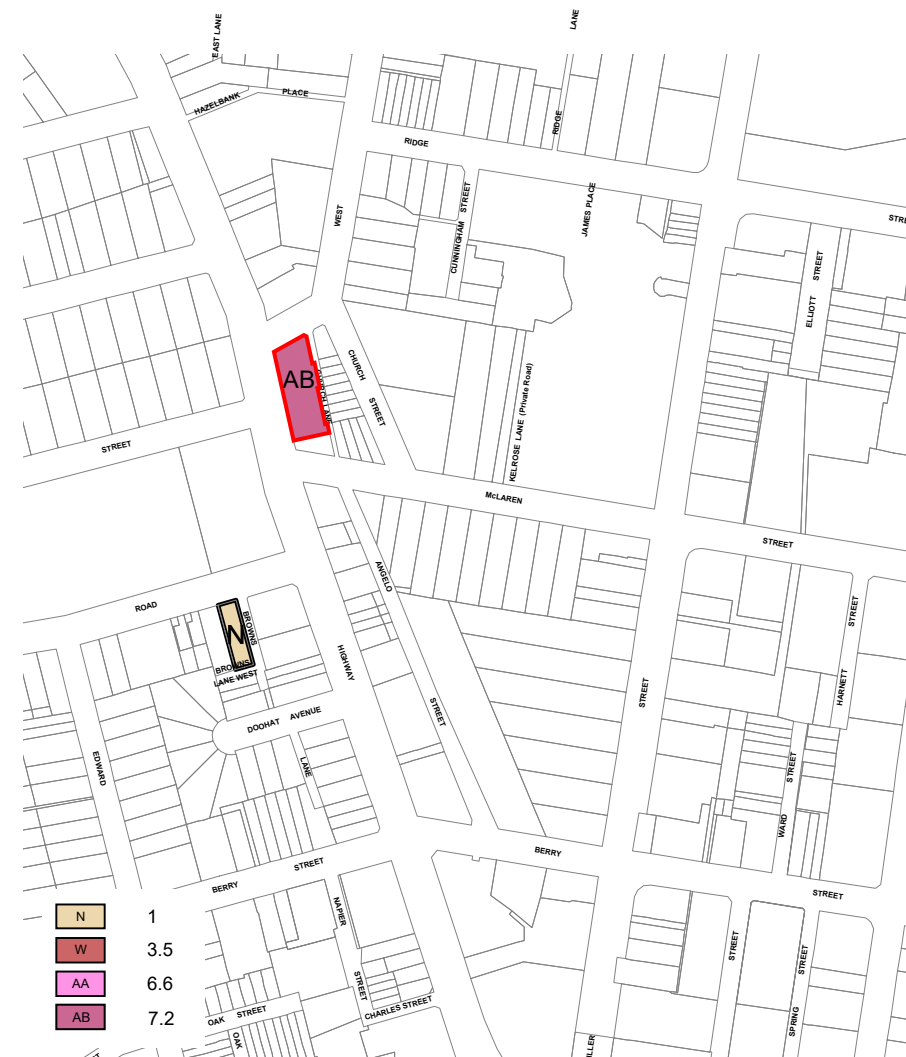 EAST LANE
LANE
HAZELBANK
PLACE
RIDGE
RIDGE
WEST
CUNNINGHAM
STREET
JAMES PLACE
ELLIOTT
STREET
AB
CHURCH
STREET
KELROSE LANE (Private Road)
STREET
McLAREN
STREET
ROAD
N
BROWNS
BROWNS
LANE WEST
ANGELO
STREET
HIGHWAY
DOOHAT
AVENUE
LANE
EDWARD
STREET
HARNETT
STREET
WARD
STREET
BERRY
STREET
BERRY
STREET
NAPIER
STREET
CHARLES STREET
OAK
STREET
OAK
STREET
SPRING
STREET
N 1
W 3.5
AA 6.6
AB 7.2